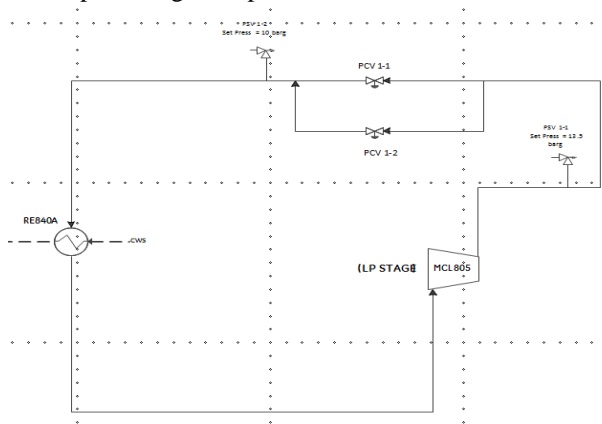 PSV 1-2
Set Press = 10 barg
PCV 1-1
PCV 1-2
PSV 1-1
Set Press = 13.5
barg
RE840A
CWS
(LP STAGE
MCL805